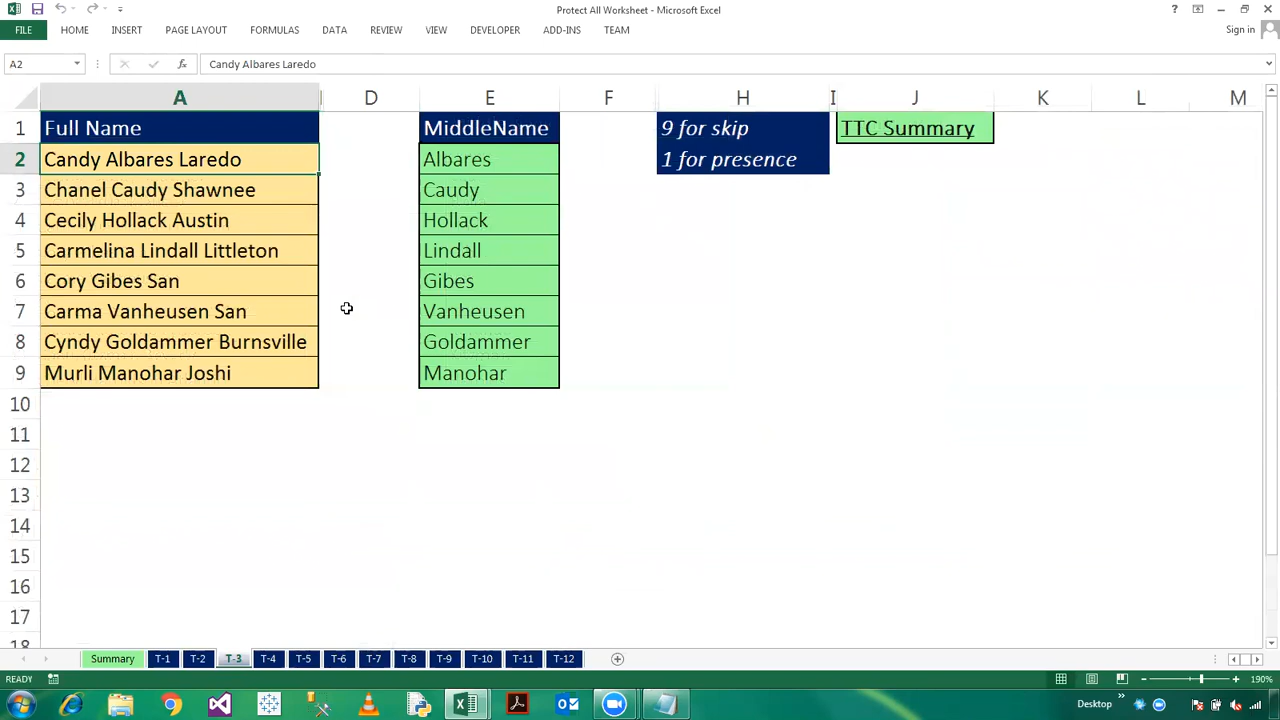 Protect All Worksheet - Microsoft Excel
FILE HOME INSERT PAGE LAYOUT FORMULAS DATA REVIEW VIEW DEVELOPER ADD-INS TEAM Sign in
A2 fx Candy Albares Laredo
A D E F H I J K L M
1 Full Name MiddleName 9 for skip TTC Summary
2 Candy Albares Laredo Albares 1 for presence
3 Chanel Caudy Shawnee Caudy
4 Cecily Hollack Austin Hollack
5 Carmelina Lindall Littleton Lindall
6 Cory Gibes San Gibes
7 Carma Vanheusen San Vanheusen
8 Cyndy Goldammer Burnsville Goldammer
9 Murli Manohar Joshi Manohar
10
11
12
13
14
15
16
17
18
Summary T-1 T-2 T-3 T-4 T-5 T-6 T-7 T-8 T-9 T-10 T-11 T-12
READY 190%
Desktop